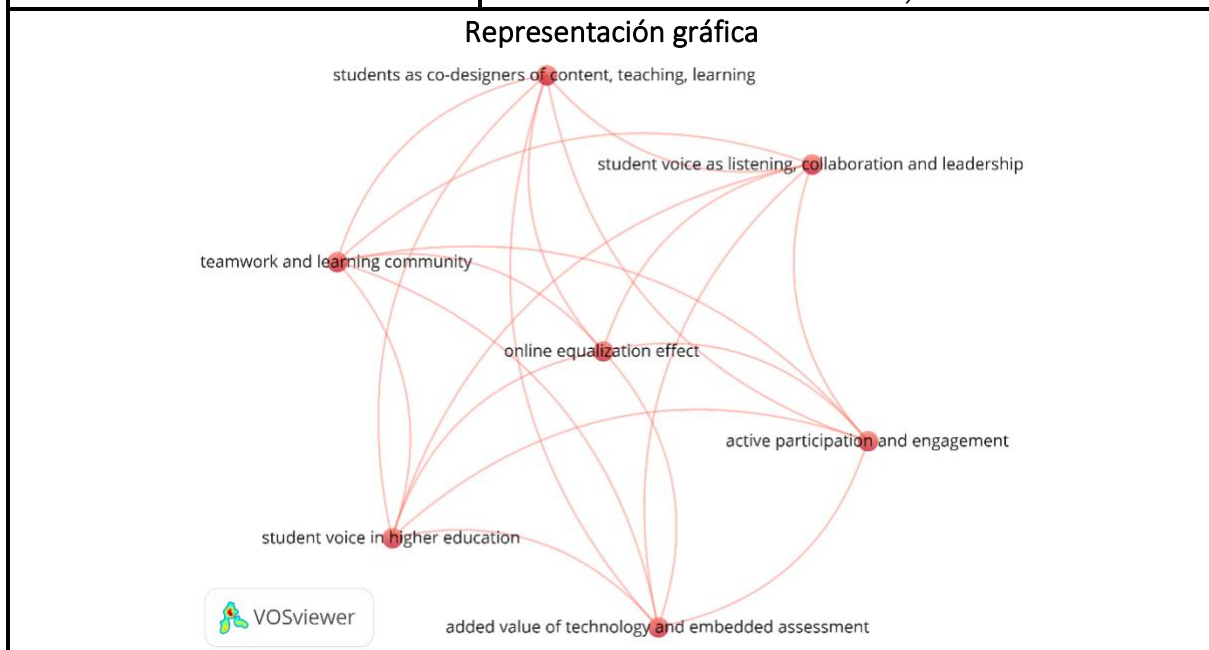 Representación gráfica
students as co-designers of content, teaching, learning
student voice as listening, collaboration and leadership
teamwork and learning community
online equalization effect
active participation and engagement
student voice in higher education
VOSviewer
added value of technology and embedded assessment